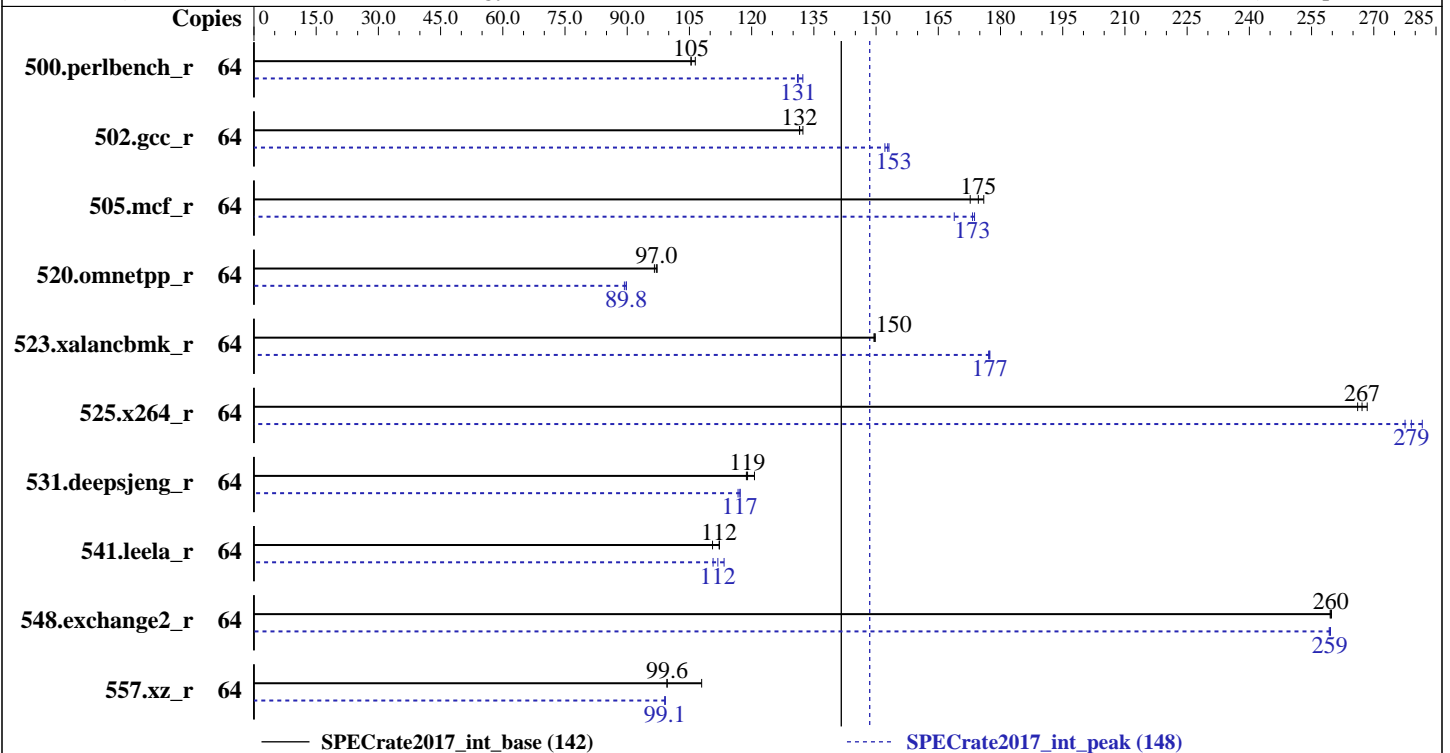 Copies 0 15.0 30.0 45.0 60.0 75.0 90.0 105 120 135 150 165 180 195 210 225 240 255 270 285
105
500.perlbench_r 64
131
132
502.gcc_r 64
153
175
505.mcf_r 64
173
97.0
520.omnetpp_r 64
89.8
150
523.xalancbmk_r 64
177
267
525.x264_r 64
279
119
531.deepsjeng_r 64
117
112
541.leela_r 64
112
260
548.exchange2_r 64
259
99.6
557.xz_r 64
99.1
SPECrate2017_int_base (142) SPECrate2017_int_peak (148)